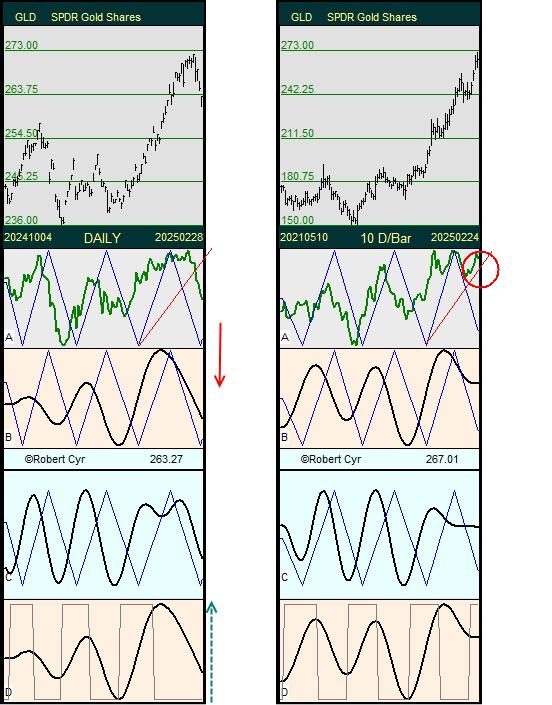 GLD SPDR Gold Shares
273.00
263.75
254.50
245.25
236.00
20241004 DAILY 20250228
A
B
©Robert Cyr 263.27
C
D
GLD SPDR Gold Shares
273.00
242.25
211.50
180.75
150.00
20210510 10 D/Bar 20250224
A
B
©Robert Cyr 267.01
C
D